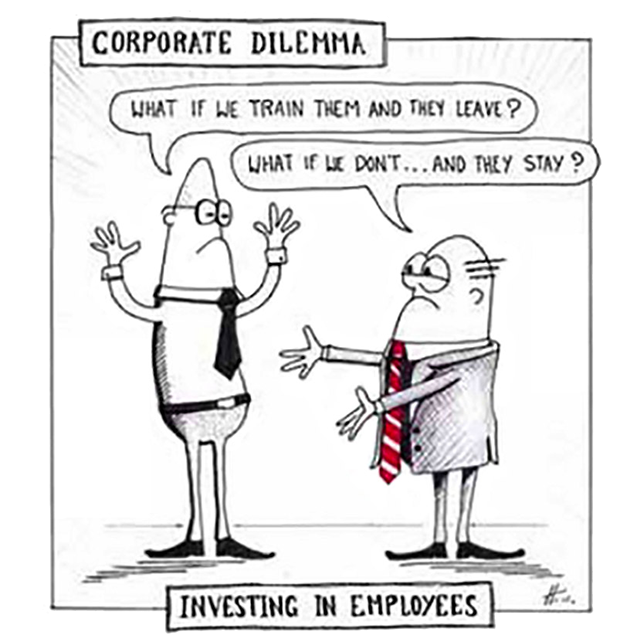 CORPORATE DILEMMA
WHAT IF WE TRAIN THEM AND THEY LEAVE?
WHAT IF WE DON'T...AND THEY STAY?
INVESTING IN EMPLOYEES